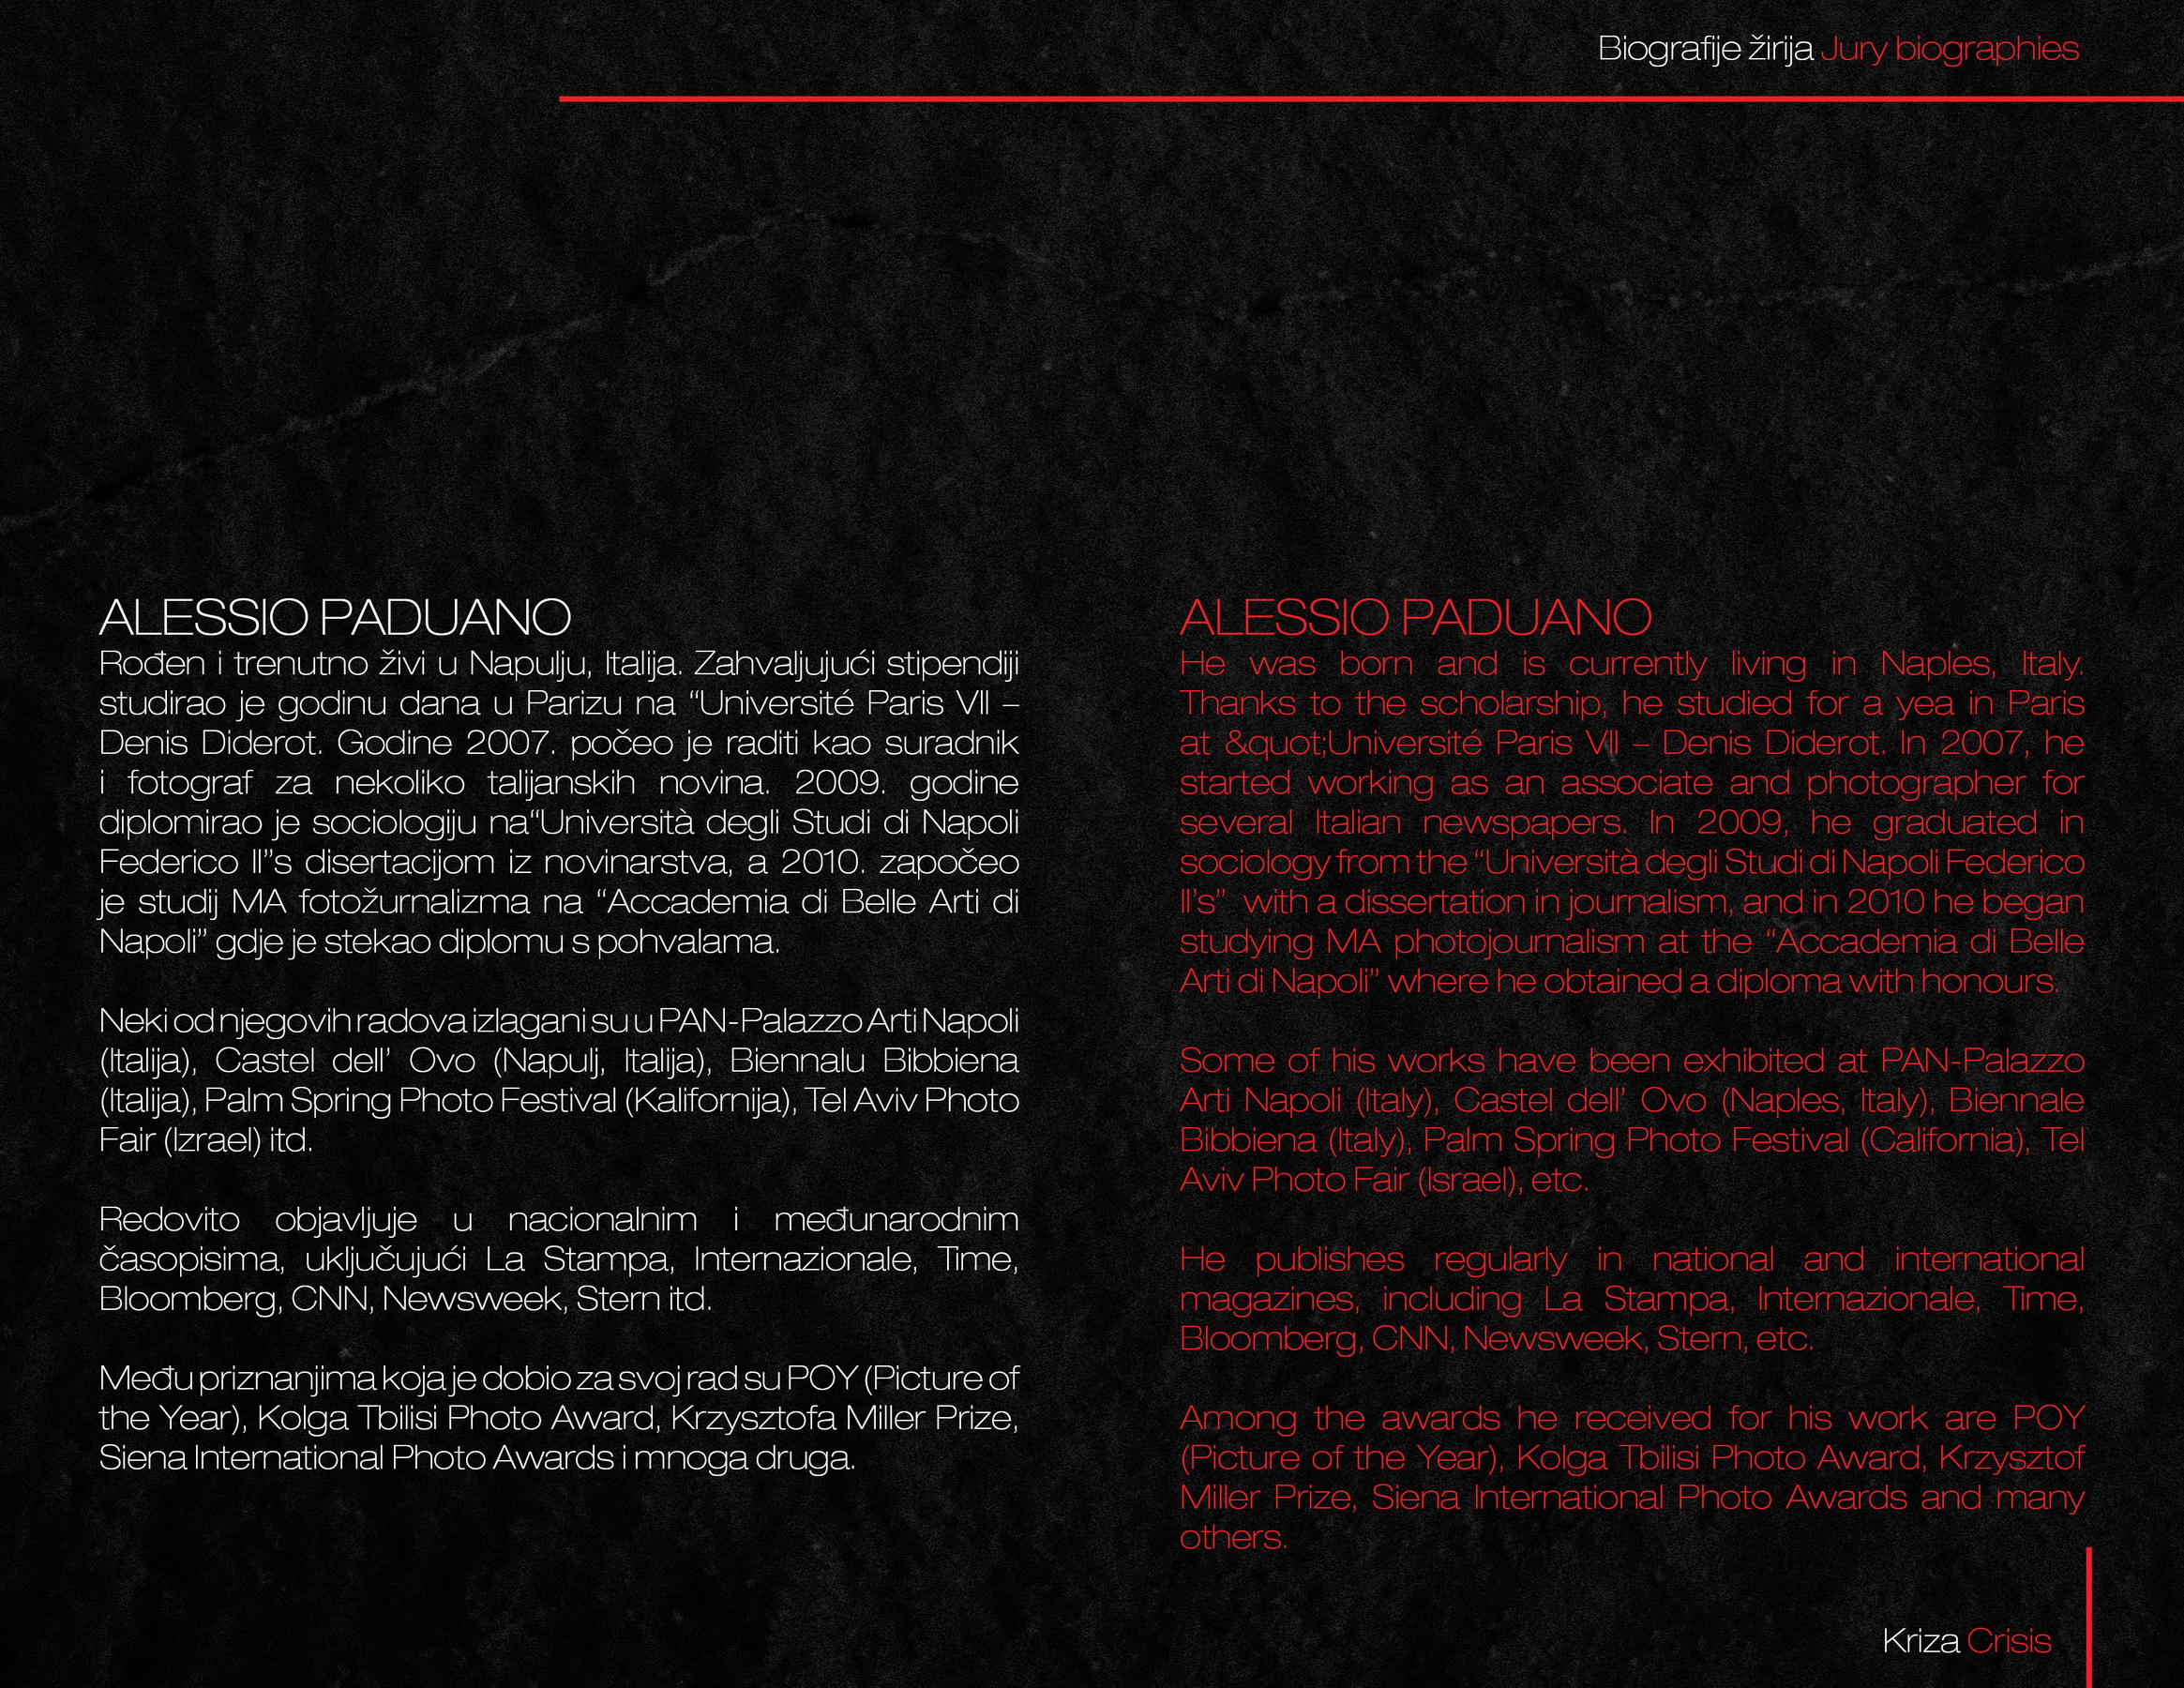 Biografije žirija Jury biographies
ALESSIO PADUANO
Rođen i trenutno živi u Napulju, Italija. Zahvaljujući stipendiji
studirao je godinu dana u Parizu na “Université Paris VII –
Denis Diderot. Godine 2007. počeo je raditi kao suradnik
i fotograf za nekoliko talijanskih novina. 2009. godine
diplomirao je sociologiju na“Università degli Studi di Napoli
Federico II”s disertacijom iz novinarstva, a 2010. započeo
je studij MA fotožurnalizma na “Accademia di Belle Arti di
Napoli” gdje je stekao diplomu s pohvalama.
Neki od njegovih radova izlagani su u PAN-Palazzo Arti Napoli
(Italija), Castel dell’ Ovo (Napulj, Italija), Biennalu Bibbiena
(Italija), Palm Spring Photo Festival (Kalifornija), Tel Aviv Photo
Fair (Izrael) itd.
Redovito objavljuje u nacionalnim i međunarodnim
časopisima, uključujući La Stampa, Internazionale, Time,
Bloomberg, CNN, Newsweek, Stern itd.
Među priznanjima koja je dobio za svoj rad su POY (Picture of
the Year), Kolga Tbilisi Photo Award, Krzysztofa Miller Prize,
Siena International Photo Awards i mnoga druga.
ALESSIO PADUANO
He was born and is currently living in Naples, Italy.
Thanks to the scholarship, he studied for a yea in Paris
at &quot;Université Paris VII – Denis Diderot. In 2007, he
started working as an associate and photographer for
several Italian newspapers. In 2009, he graduated in
sociology from the “Università degli Studi di Napoli Federico
II’s” with a dissertation in journalism, and in 2010 he began
studying MA photojournalism at the “Accademia di Belle
Arti di Napoli” where he obtained a diploma with honours.
Some of his works have been exhibited at PAN-Palazzo
Arti Napoli (Italy), Castel dell’ Ovo (Naples, Italy), Biennale
Bibbiena (Italy), Palm Spring Photo Festival (California), Tel
Aviv Photo Fair (Israel), etc.
He publishes regularly in national and international
magazines, including La Stampa, Internazionale, Time,
Bloomberg, CNN, Newsweek, Stern, etc.
Among the awards he received for his work are POY
(Picture of the Year), Kolga Tbilisi Photo Award, Krzysztof
Miller Prize, Siena International Photo Awards and many
others.
Kriza Crisis